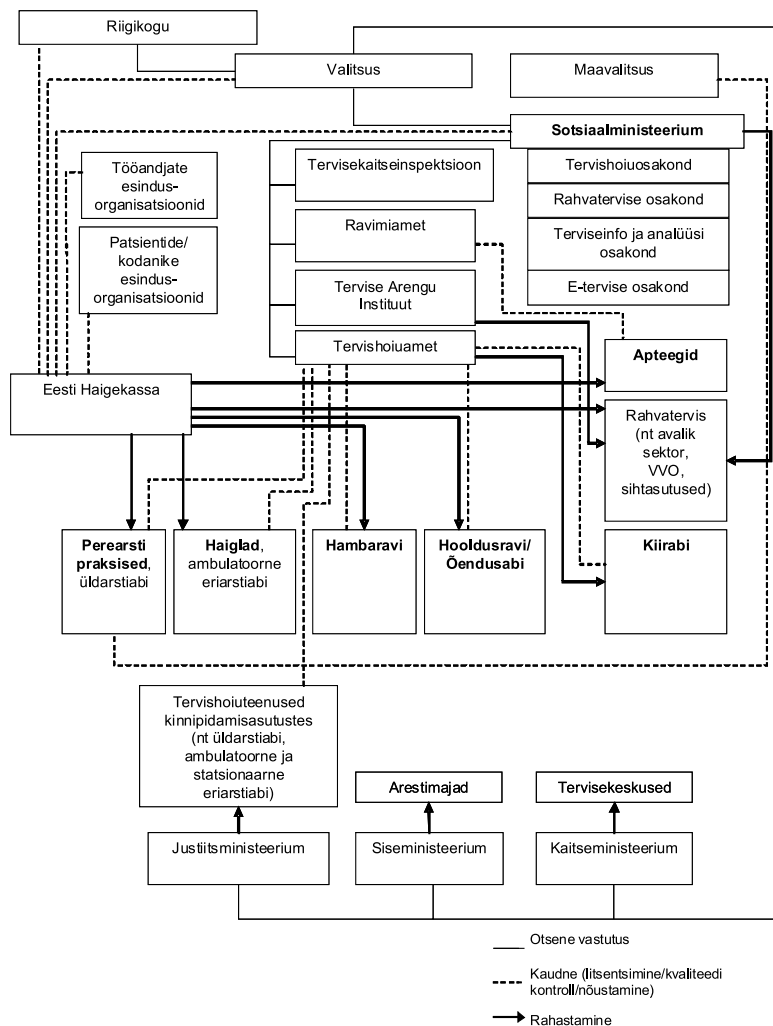 Riigikogu
Valitsus
Maavalitsus
Sotsiaalministeerium
Tervishoiuosakond
Rahvatervise osakond
Terviseinfo ja analüüsi
osakond
E-tervise osakond
Tööandjate
esindus-
organisatsioonid
Patsientide/
kodanike
esindus-
organisatsioonid
Tervisekaitseinspektsioon
Ravimiamet
Tervise Arengu
Instituut
Tervishoiuamet
Eesti Haigekassa
Apteegid
Rahvatervis
(nt avalik
sektor,
VVO,
sihtasutused)
Perearsti
praksised,
üldarstiabi
Haiglad,
ambulatoorne
eriarstiabi
Hambaravi
Hooldusravi/
Õendusabi
Kiirabi
Tervishoiuteenused
kinnipidamisasutustes
(nt üldarstiabi,
ambulatoorne ja
statsionaarne
eriarstiabi)
Arestimajad
Tervisekeskused
Justiitsministeerium
Siseministeerium
Kaitseministeerium
Otsene vastutus
Kaudne (litsentsimine/kvaliteedi
kontroll/nõustamine)
Rahastamine